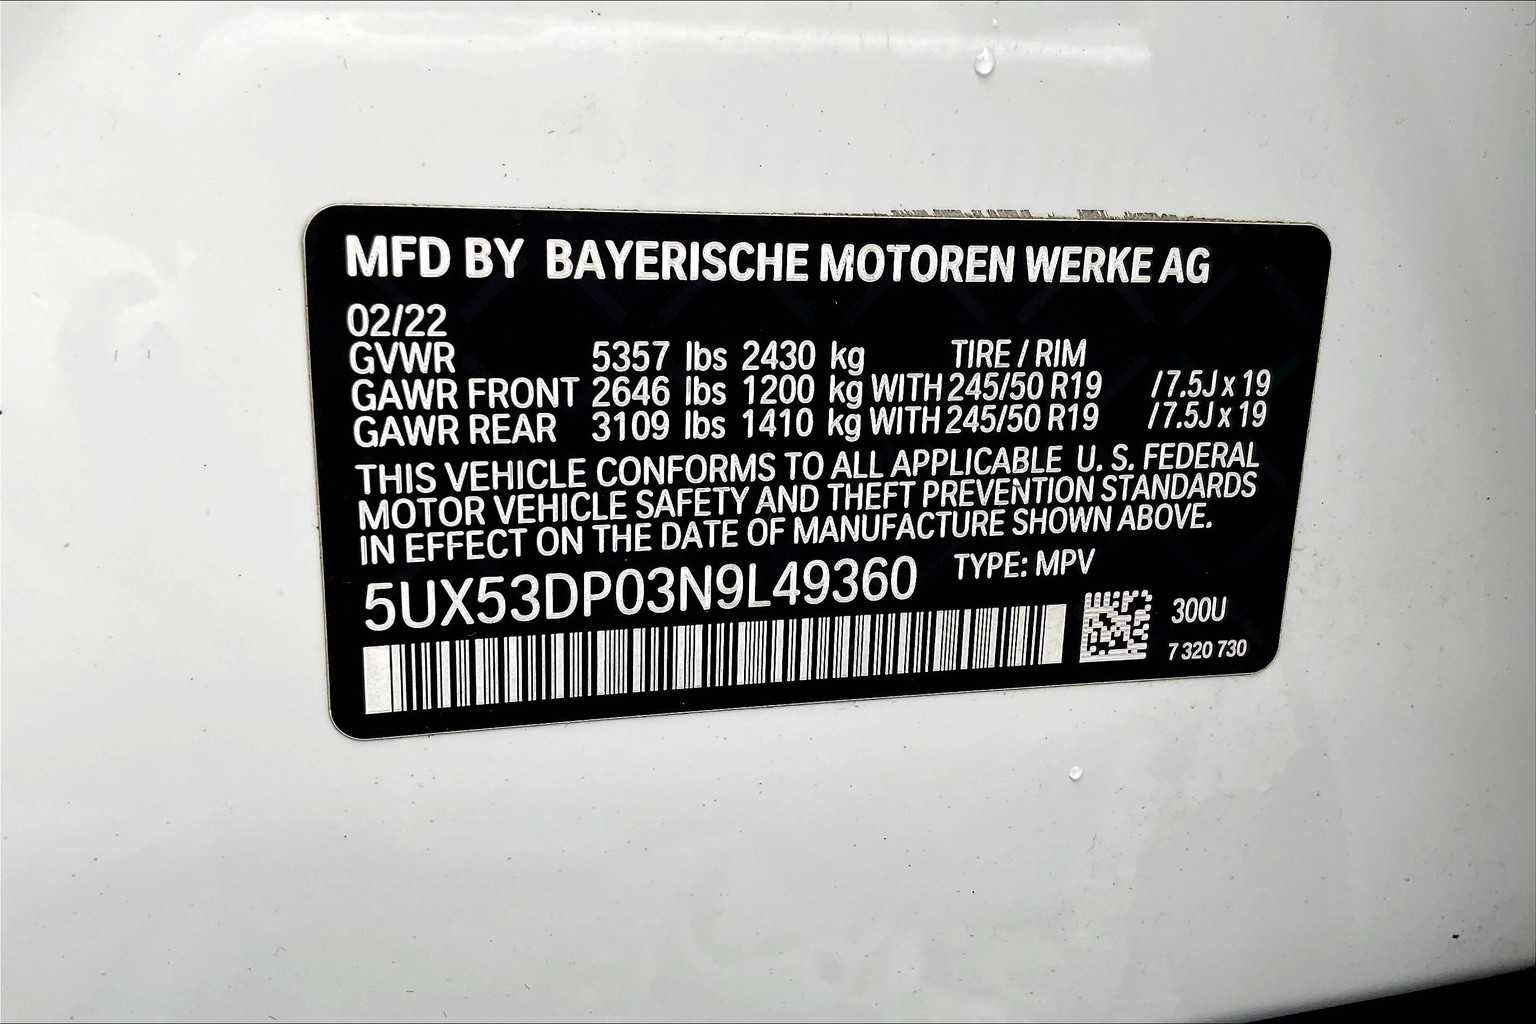 MFD BY BAYERISCHE MOTOREN WERKE AG
02/22
GVWR 5357 lbs 2430 kg TIRE / RIM
GAWR FRONT 2646 lbs 1200 kg WITH 245/50 R19 /7.5J x 19
GAWR REAR 3109 lbs 1410 kg WITH 245/50 R19 /7.5J x 19
THIS VEHICLE CONFORMS TO ALL APPLICABLE U. S. FEDERAL
MOTOR VEHICLE SAFETY AND THEFT PREVENTION STANDARDS
IN EFFECT ON THE DATE OF MANUFACTURE SHOWN ABOVE.
5UX53DP03N9L49360 TYPE: MPV
300U
7 320 730